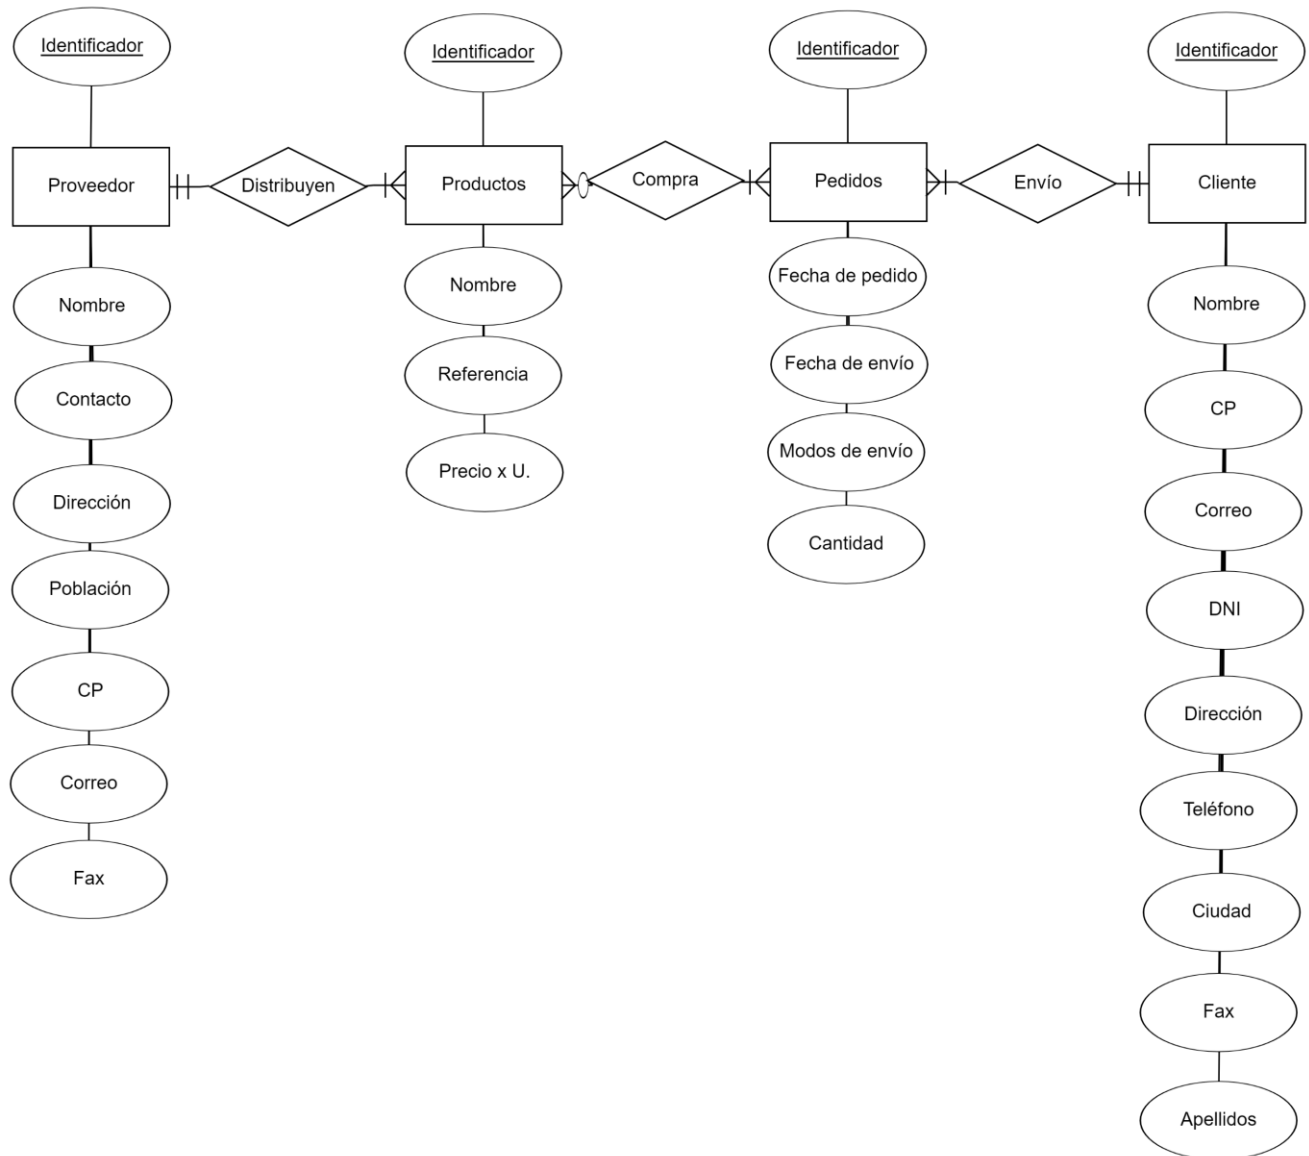 Identificador
Identificador
Identificador
Identificador
Proveedor
Distribuyen
Productos
Compra
Pedidos
Envío
Cliente
Nombre
Contacto
Dirección
Población
CP
Correo
Fax
Nombre
Referencia
Precio x U.
Fecha de pedido
Fecha de envío
Modos de envío
Cantidad
Nombre
CP
Correo
DNI
Dirección
Teléfono
Ciudad
Fax
Apellidos